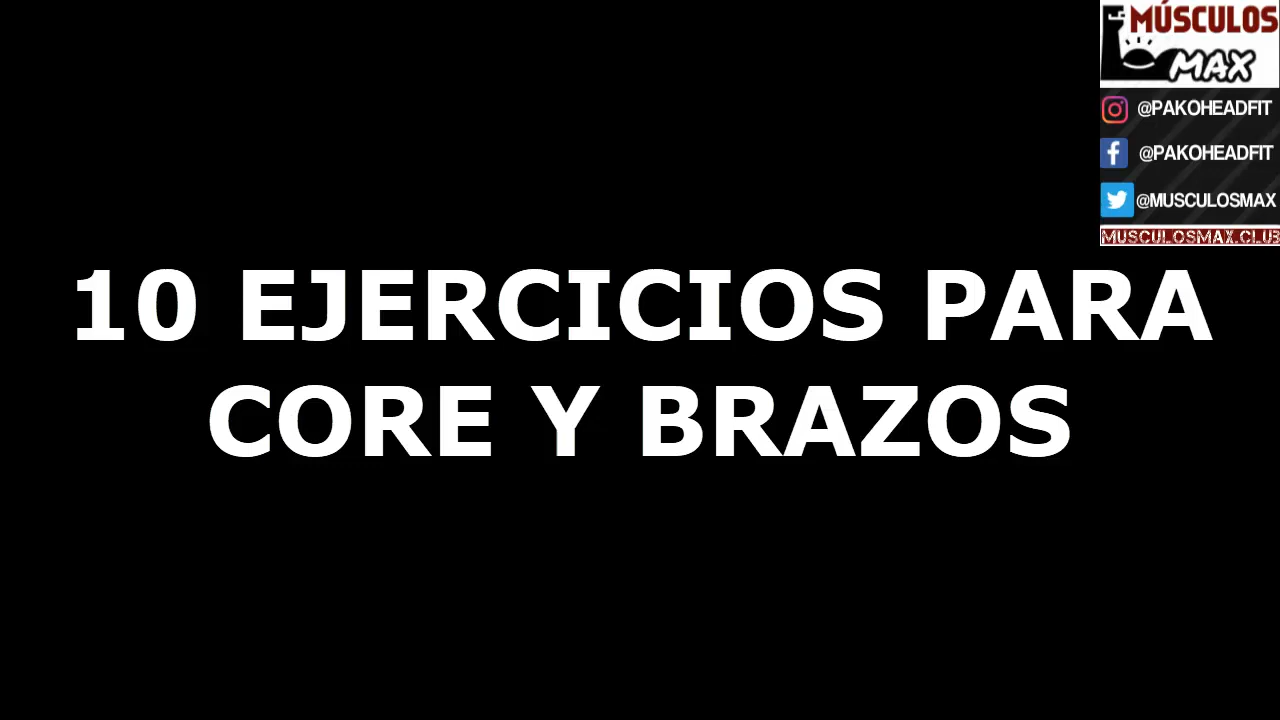 MÚSCULOS
MAX
@PAKOHEADFIT
@PAKOHEADFIT
@MUSCULOSMAX
MUSCULOSMAX.CLUB
10 EJERCICIOS PARA
CORE Y BRAZOS